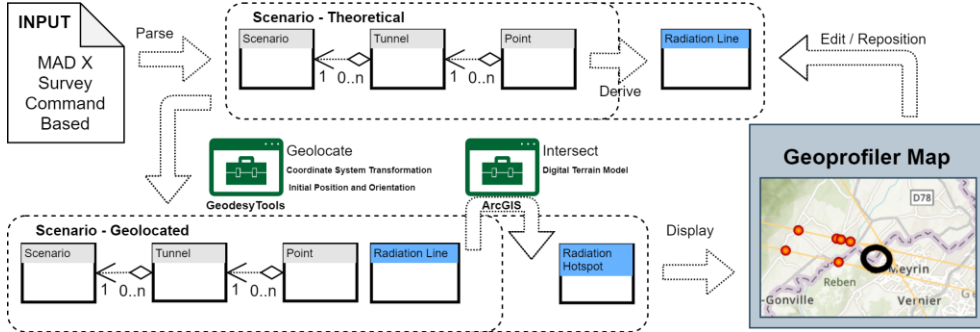 INPUT
MAD X
Survey
Command
Based
Parse
Scenario - Theoretical
Scenario
Tunnel
Point
1
0..n
1
0..n
Derive
Radiation Line
Edit / Reposition
Geolocate
Coordinate System Transformation
Initial Position and Orientation
GeodesyTools
Intersect
Digital Terrain Model
ArcGIS
Scenario - Geolocated
Scenario
Tunnel
Point
Radiation Line
1
0..n
1
0..n
Radiation
Hotspot
Display
Geoprofiler Map
D78
Meyrin
Reben
-Gonville
Vernier